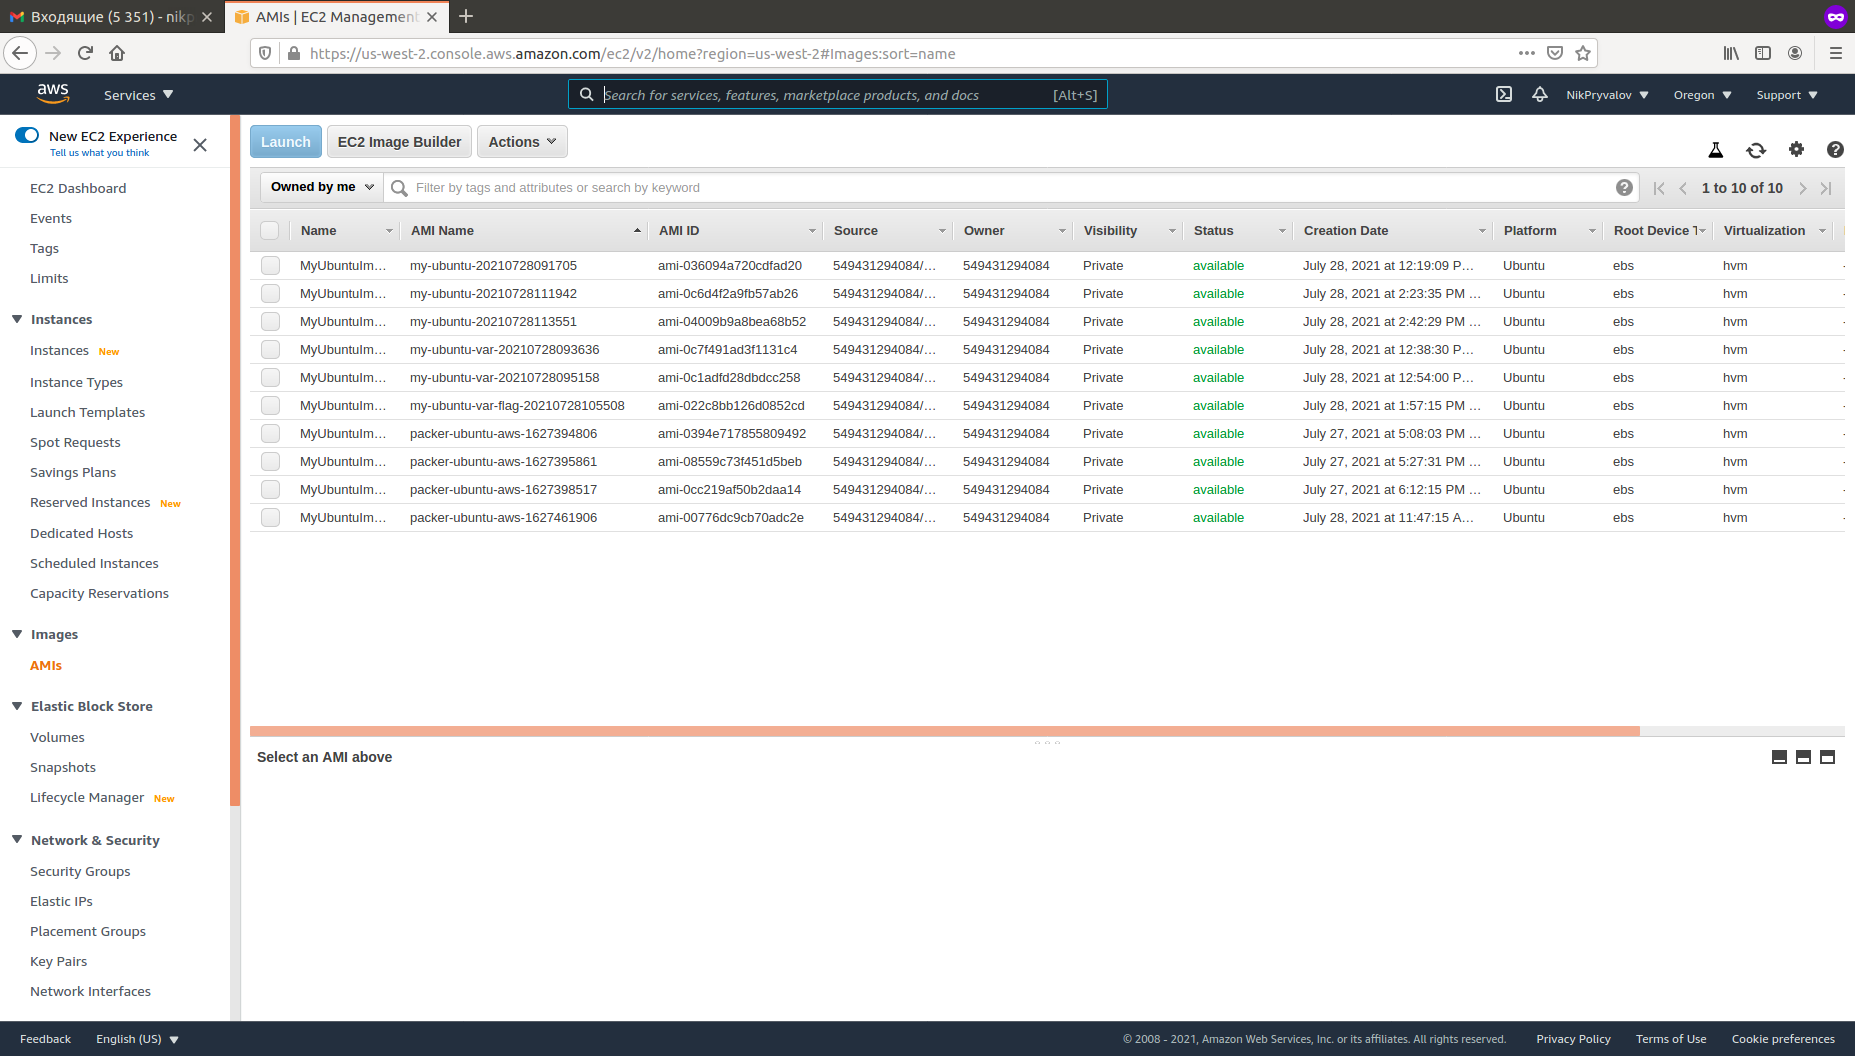 Входящие (5 351) - nikp
AMIs | EC2 Management
https://us-west-2.console.aws.amazon.com/ec2/v2/home?region=us-west-2#Images:sort=name
aws Services Search for services, features, marketplace products, and docs [Alt+S] NikPryvalov Oregon Support
New EC2 Experience
Tell us what you think
EC2 Dashboard
Events
Tags
Limits
Instances
Instances New
Instance Types
Launch Templates
Spot Requests
Savings Plans
Reserved Instances New
Dedicated Hosts
Scheduled Instances
Capacity Reservations
Images
AMIs
Elastic Block Store
Volumes
Snapshots
Lifecycle Manager New
Network & Security
Security Groups
Elastic IPs
Placement Groups
Key Pairs
Network Interfaces
Launch EC2 Image Builder Actions
Owned by me Filter by tags and attributes or search by keyword 1 to 10 of 10
Name AMI Name AMI ID Source Owner Visibility Status Creation Date Platform Root Device T Virtualization
MyUbuntuIm... my-ubuntu-20210728091705 ami-036094a720cdfad20 549431294084/... 549431294084 Private available July 28, 2021 at 12:19:09 P... Ubuntu ebs hvm
MyUbuntuIm... my-ubuntu-20210728111942 ami-0c6d4f2a9fb57ab26 549431294084/... 549431294084 Private available July 28, 2021 at 2:23:35 PM ... Ubuntu ebs hvm
MyUbuntuIm... my-ubuntu-20210728113551 ami-04009b9a8bea68b52 549431294084/... 549431294084 Private available July 28, 2021 at 2:42:29 PM ... Ubuntu ebs hvm
MyUbuntuIm... my-ubuntu-var-20210728093636 ami-0c7f491ad3f1131c4 549431294084/... 549431294084 Private available July 28, 2021 at 12:38:30 P... Ubuntu ebs hvm
MyUbuntuIm... my-ubuntu-var-20210728095158 ami-0c1adfd28dbdcc258 549431294084/... 549431294084 Private available July 28, 2021 at 12:54:00 P... Ubuntu ebs hvm
MyUbuntuIm... my-ubuntu-var-flag-20210728105508 ami-022c8bb126d0852cd 549431294084/... 549431294084 Private available July 28, 2021 at 1:57:15 PM ... Ubuntu ebs hvm
MyUbuntuIm... packer-ubuntu-aws-1627394806 ami-0394e717855809492 549431294084/... 549431294084 Private available July 27, 2021 at 5:08:03 PM ... Ubuntu ebs hvm
MyUbuntuIm... packer-ubuntu-aws-1627395861 ami-08559c73f451d5beb 549431294084/... 549431294084 Private available July 27, 2021 at 5:27:31 PM ... Ubuntu ebs hvm
MyUbuntuIm... packer-ubuntu-aws-1627398517 ami-0cc219af50b2daa14 549431294084/... 549431294084 Private available July 27, 2021 at 6:12:15 PM ... Ubuntu ebs hvm
MyUbuntuIm... packer-ubuntu-aws-1627461906 ami-00776dc9cb70adc2e 549431294084/... 549431294084 Private available July 28, 2021 at 11:47:15 A... Ubuntu ebs hvm
Select an AMI above
Feedback English (US) © 2008 - 2021, Amazon Web Services, Inc. or its affiliates. All rights reserved. Privacy Policy Terms of Use Cookie preferences